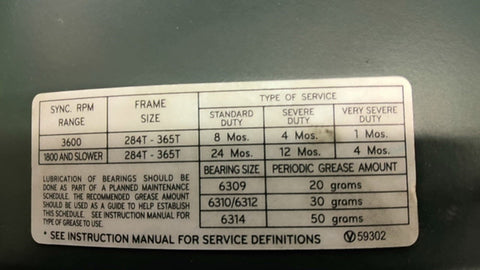 SYNC. RPM RANGE FRAME SIZE TYPE OF SERVICE
STANDARD DUTY SEVERE DUTY VERY SEVERE DUTY
3600 284T - 365T 8 Mos. 4 Mos. 1 Mos.
1800 AND SLOWER 284T - 365T 24 Mos. 12 Mos. 4 Mos.
LUBRICATION OF BEARINGS SHOULD BE
DONE AS PART OF A PLANNED MAINTENANCE
SCHEDULE. THE RECOMMENDED GREASE AMOUNT
SHOULD BE USED AS A GUIDE TO HELP ESTABLISH
THIS SCHEDULE. SEE INSTRUCTION MANUAL FOR
TYPE OF GREASE TO USE.
BEARING SIZE PERIODIC GREASE AMOUNT
6309 20 grams
6310/6312 30 grams
6314 50 grams
* SEE INSTRUCTION MANUAL FOR SERVICE DEFINITIONS V 59302